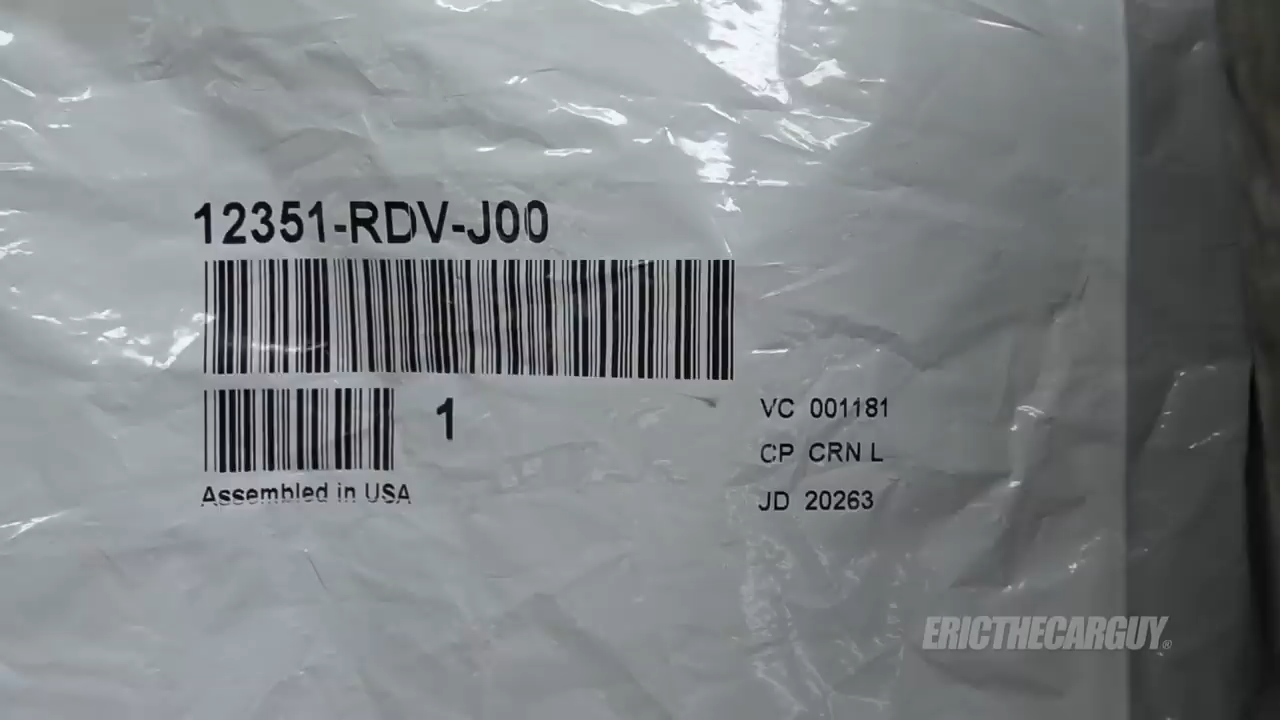 12351-RDV-J00
1
Assembled in USA
VC 001181
CP CRN L
JD 20263
ERICTHECARGUY®